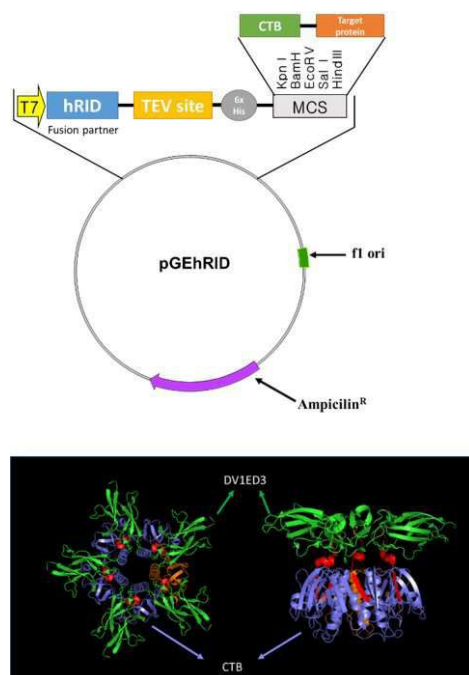 CTB
Target
protein
Kpn I
BamH I
EcoRV
Sal I
Hind III
T7
hRID
TEV site
6x
His
MCS
Fusion partner
pGEhRID
f1 ori
Ampicilin^R
DV1ED3
CTB